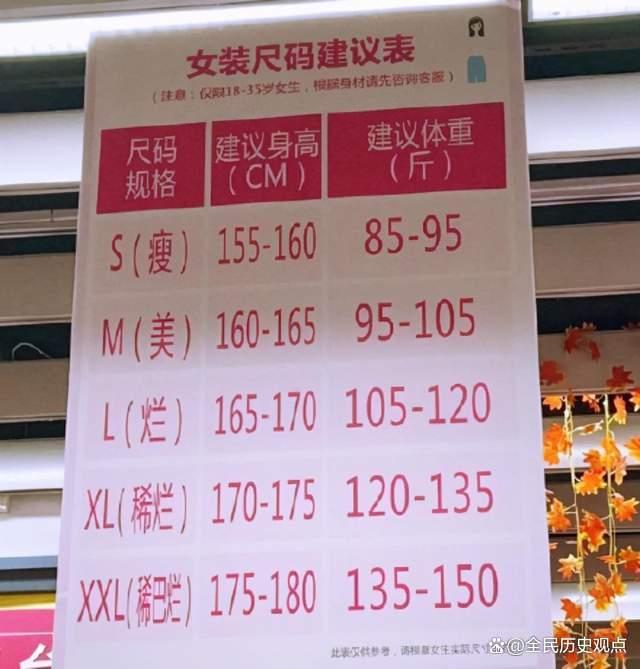 女装尺码建议表
（注意：仅限18-35岁女生，根据身材请先咨询客服）
尺码规格 建议身高（CM） 建议体重（斤）
S（瘦） 155-160 85-95
M（美） 160-165 95-105
L（烂） 165-170 105-120
XL（稀烂） 170-175 120-135
XXL（稀巴烂） 175-180 135-150
此表仅供参考，请根据女生实际尺
@全民历史观点